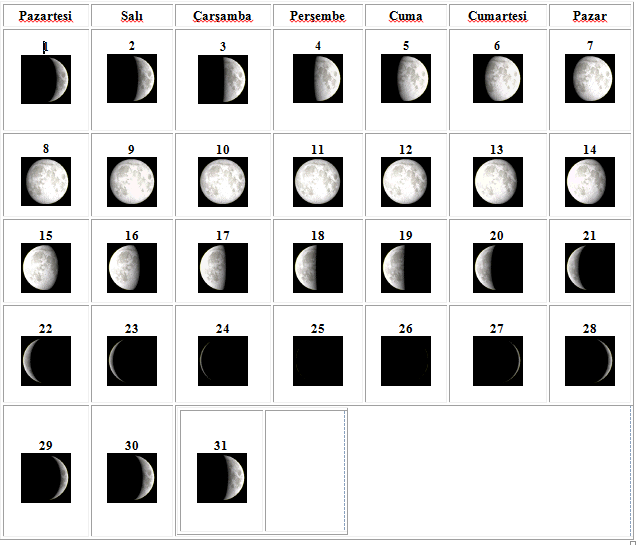 Pazartesi Salı Çarşamba Perşembe Cuma Cumartesi Pazar
1 2 3 4 5 6 7
8 9 10 11 12 13 14
15 16 17 18 19 20 21
22 23 24 25 26 27 28
29 30 31